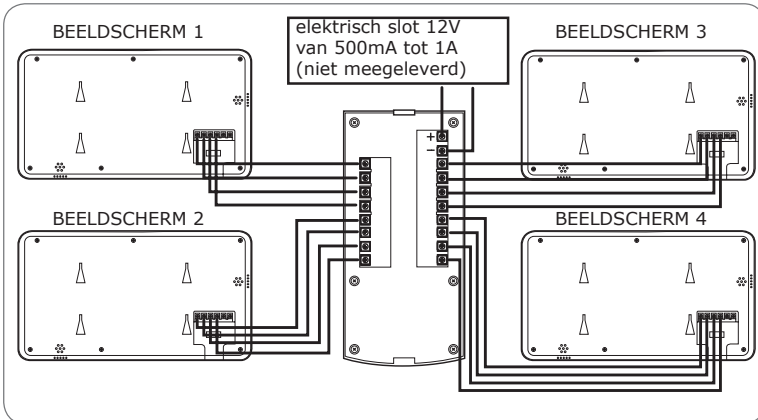 BEELDSCHERM 1
elektrisch slot 12V
van 500mA tot 1A
(niet meegeleverd)
BEELDSCHERM 3
+
−
BEELDSCHERM 2
BEELDSCHERM 4